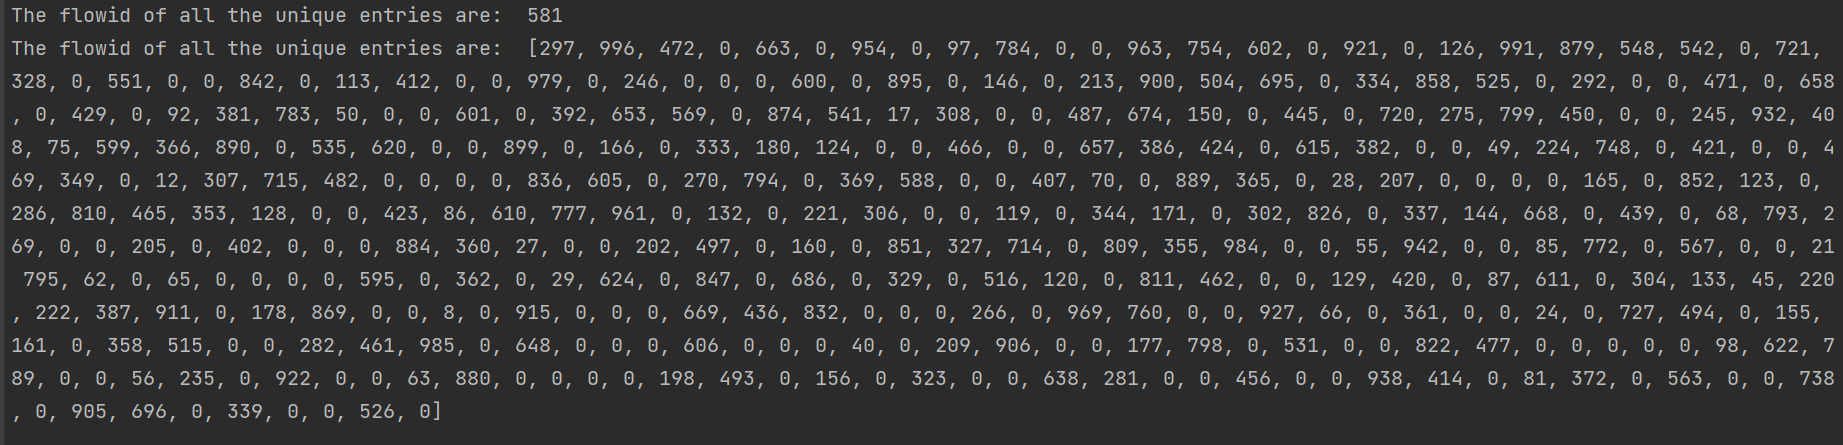 The flowid of all the unique entries are:  581
The flowid of all the unique entries are:  [297, 996, 472, 0, 663, 0, 954, 0, 97, 784, 0, 0, 963, 754, 602, 0, 921, 0, 126, 991, 879, 548, 542, 0, 721,
328, 0, 551, 0, 0, 842, 0, 113, 412, 0, 0, 979, 0, 246, 0, 0, 0, 600, 0, 895, 0, 146, 0, 213, 900, 504, 695, 0, 334, 858, 525, 0, 292, 0, 0, 471, 0, 658
, 0, 429, 0, 92, 381, 783, 50, 0, 0, 601, 0, 392, 653, 569, 0, 874, 541, 17, 308, 0, 0, 487, 674, 150, 0, 445, 0, 720, 275, 799, 450, 0, 0, 245, 932, 40
8, 75, 599, 366, 890, 0, 535, 620, 0, 0, 899, 0, 166, 0, 333, 180, 124, 0, 0, 466, 0, 0, 657, 386, 424, 0, 615, 382, 0, 0, 49, 224, 748, 0, 421, 0, 0, 4
69, 349, 0, 12, 307, 715, 482, 0, 0, 0, 0, 836, 605, 0, 270, 794, 0, 369, 588, 0, 0, 407, 70, 0, 889, 365, 0, 28, 207, 0, 0, 0, 0, 165, 0, 852, 123, 0,
286, 810, 465, 353, 128, 0, 0, 423, 86, 610, 777, 961, 0, 132, 0, 221, 306, 0, 0, 119, 0, 344, 171, 0, 302, 826, 0, 337, 144, 668, 0, 439, 0, 68, 793, 2
69, 0, 0, 205, 0, 402, 0, 0, 0, 884, 360, 27, 0, 0, 202, 497, 0, 160, 0, 851, 327, 714, 0, 809, 355, 984, 0, 0, 55, 942, 0, 0, 85, 772, 0, 567, 0, 0, 21
795, 62, 0, 65, 0, 0, 0, 0, 595, 0, 362, 0, 29, 624, 0, 847, 0, 686, 0, 329, 0, 516, 120, 0, 811, 462, 0, 0, 129, 420, 0, 87, 611, 0, 304, 133, 45, 220
, 222, 387, 911, 0, 178, 869, 0, 0, 8, 0, 915, 0, 0, 0, 669, 436, 832, 0, 0, 0, 266, 0, 969, 760, 0, 0, 927, 66, 0, 361, 0, 0, 24, 0, 727, 494, 0, 155,
161, 0, 358, 515, 0, 0, 282, 461, 985, 0, 648, 0, 0, 0, 606, 0, 0, 0, 40, 0, 209, 906, 0, 0, 177, 798, 0, 531, 0, 0, 822, 477, 0, 0, 0, 0, 0, 98, 622, 7
89, 0, 0, 56, 235, 0, 922, 0, 0, 63, 880, 0, 0, 0, 0, 198, 493, 0, 156, 0, 323, 0, 0, 638, 281, 0, 0, 456, 0, 0, 938, 414, 0, 81, 372, 0, 563, 0, 0, 738
, 0, 905, 696, 0, 339, 0, 0, 526, 0]